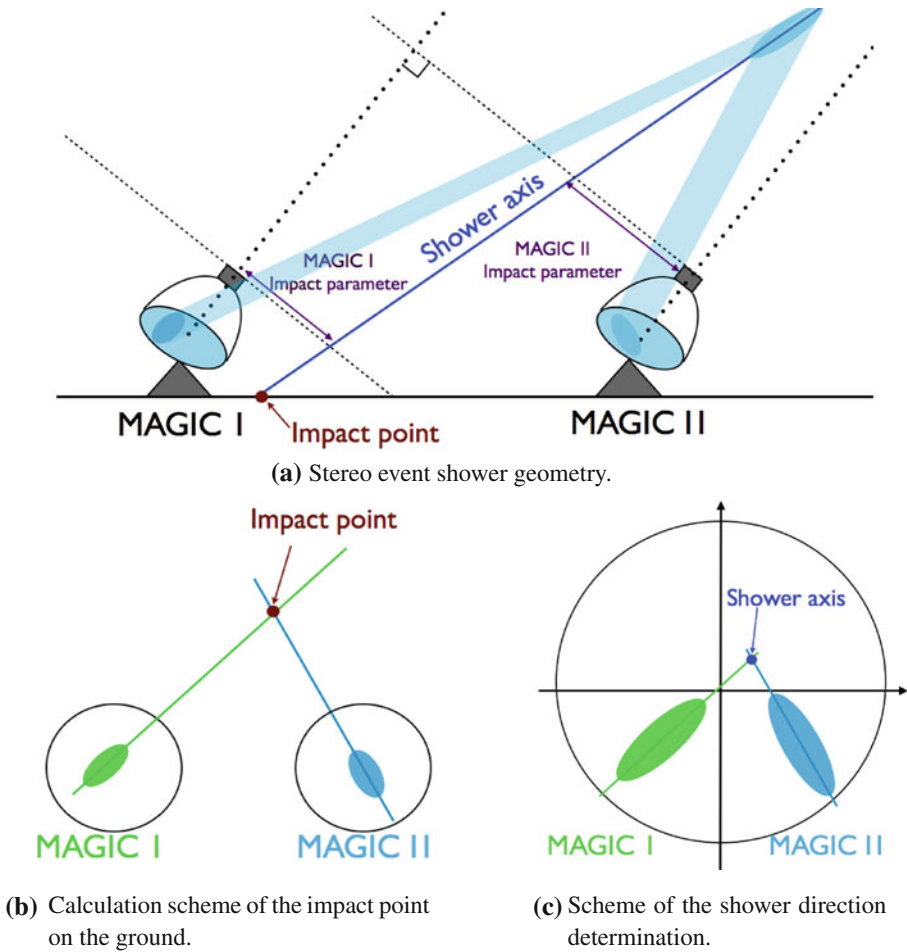 Shower axis
MAGIC I
Impact parameter
MAGIC II
Impact parameter
MAGIC I
MAGIC II
Impact point
(a) Stereo event shower geometry.
Impact point
MAGIC I
MAGIC II
(b) Calculation scheme of the impact point
on the ground.
Shower axis
MAGIC I
MAGIC II
(c) Scheme of the shower direction
determination.